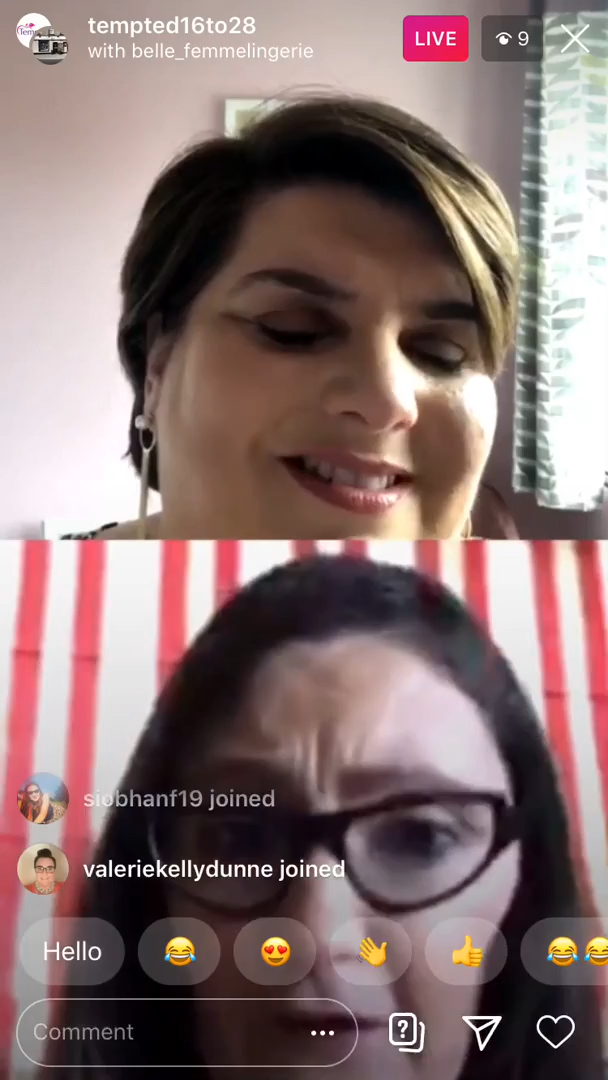 tempted16to28
with belle_femmelingerie
LIVE
9
siobhanf19 joined
valeriekellydunne joined
Hello
Comment